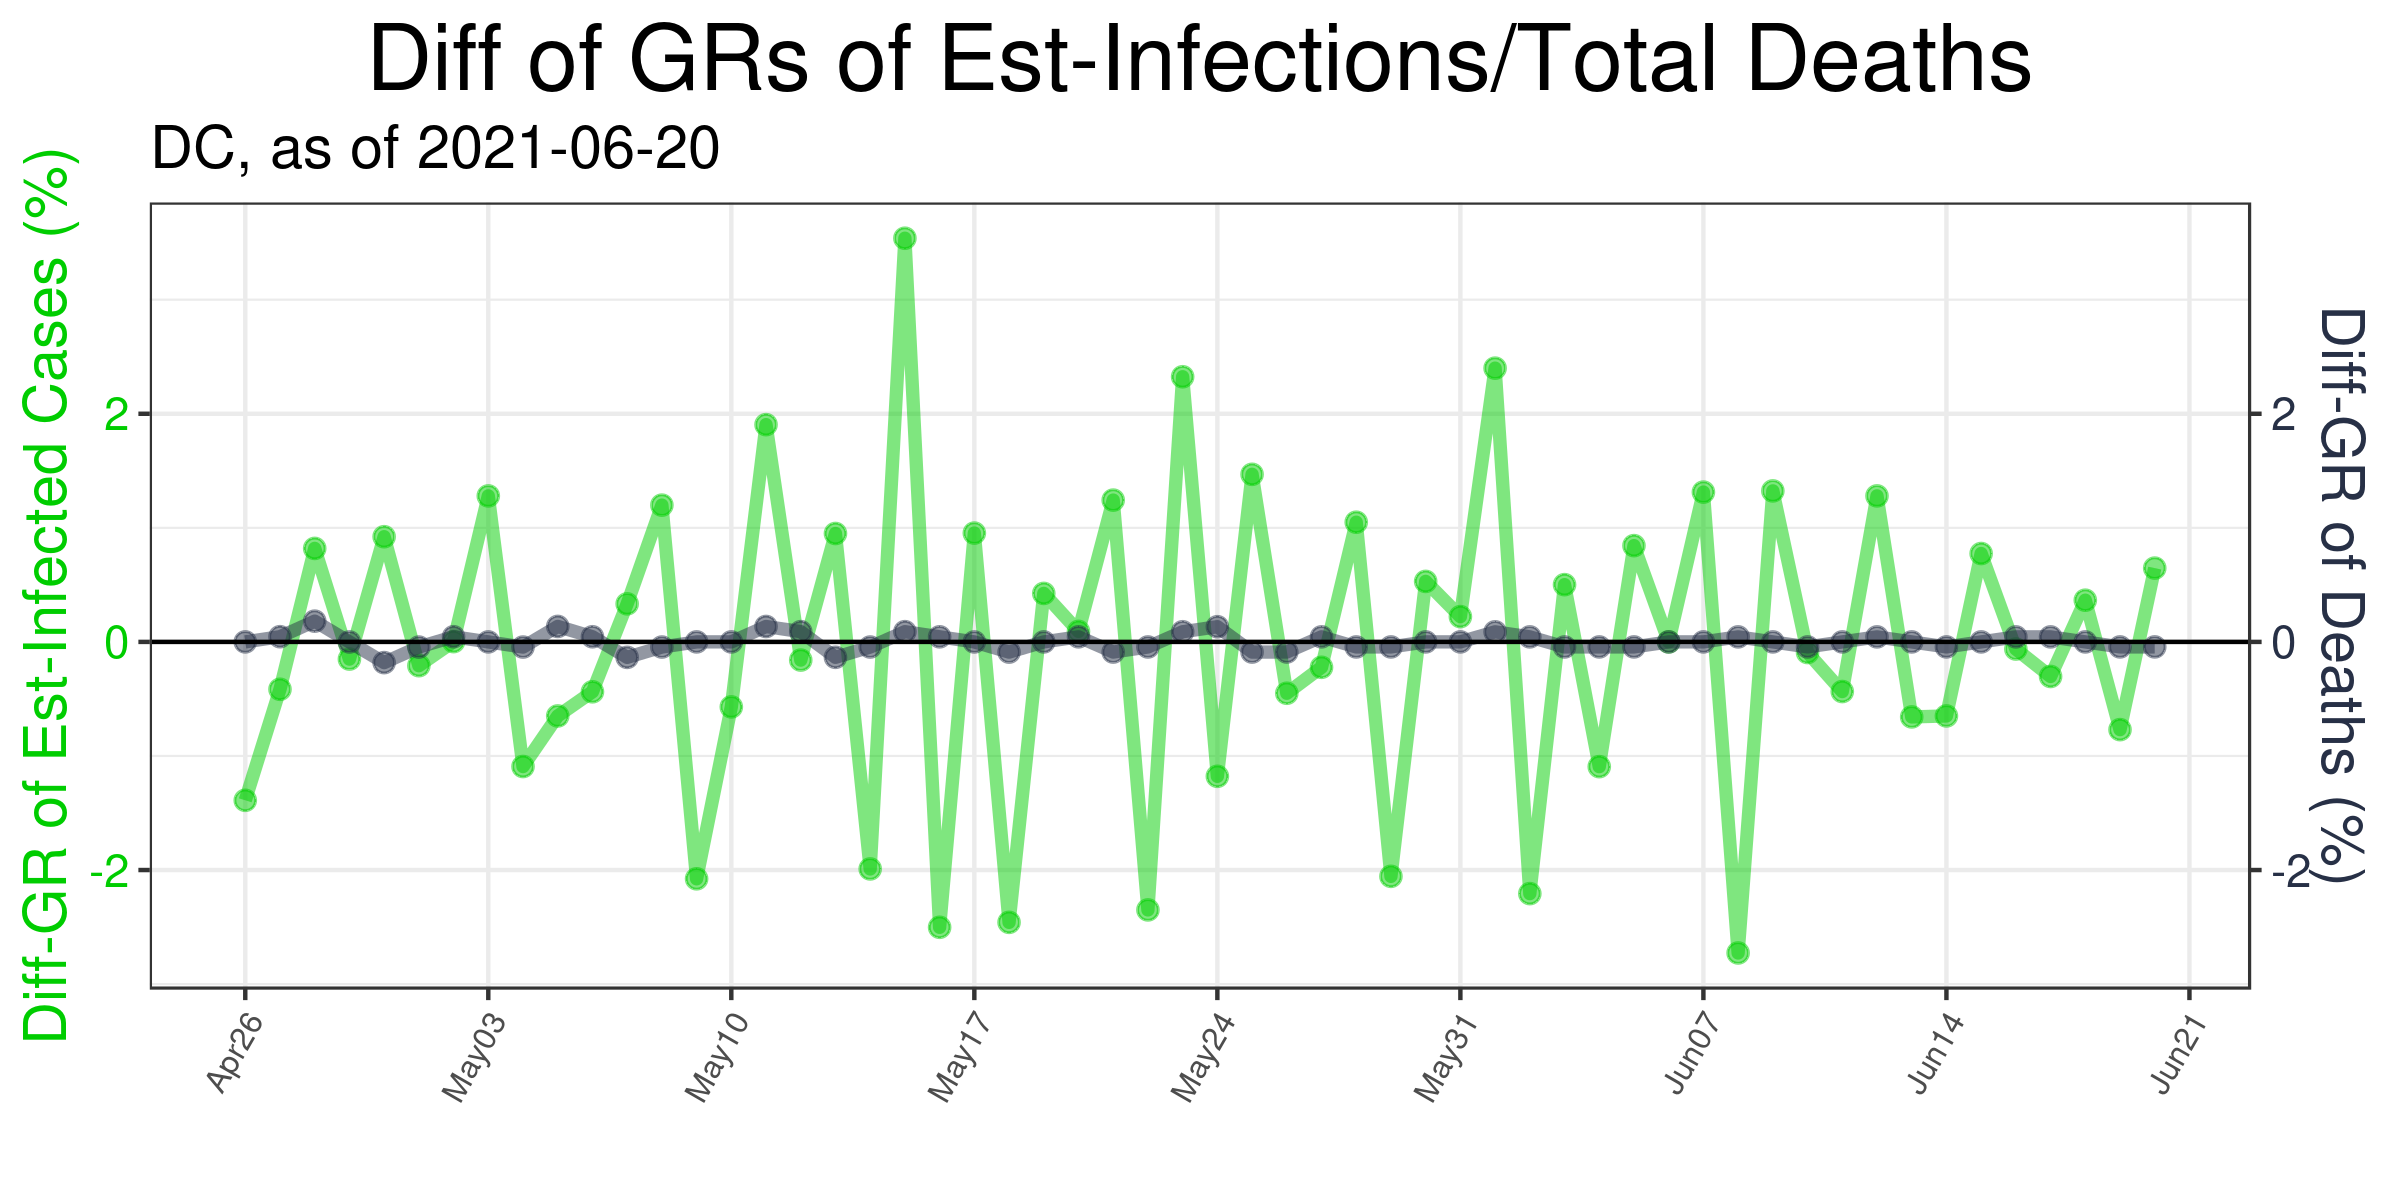 Diff of GRs of Est-Infections/Total Deaths
DC, as of 2021-06-20
Diff-GR of Est-Infected Cases (%)
2
0
-2
2
0
-2
Diff-GR of Deaths (%)
Apr26
May03
May10
May17
May24
May31
Jun07
Jun14
Jun21